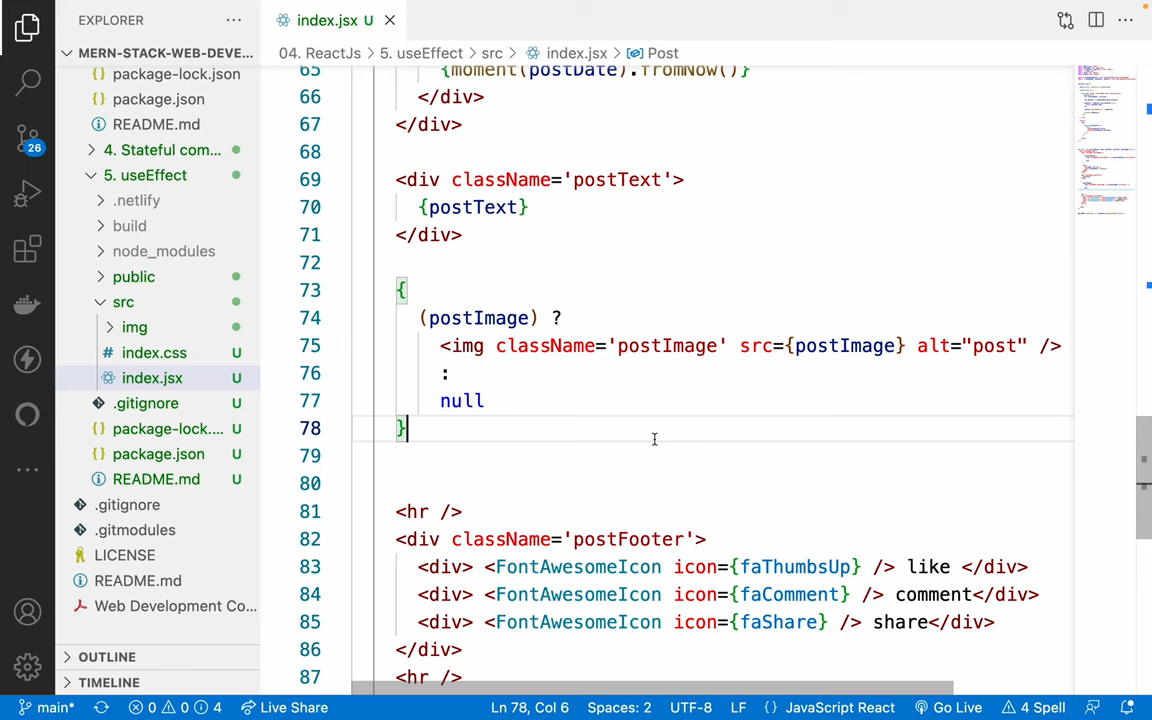 EXPLORER
index.jsx U
MERN-STACK-WEB-DEVE...
04. ReactJs > 5. useEffect > src > index.jsx > Post
package-lock.json
package.json
README.md
26
4. Stateful com...
5. useEffect
.netlify
build
node_modules
public
src
img
index.css U
index.jsx U
.gitignore U
package-lock.... U
package.json U
README.md U
.gitignore
.gitmodules
LICENSE
README.md
Web Development Co...
OUTLINE
TIMELINE
65 {moment(postDate).fromNow()}
66 </div>
67 </div>
68
69 <div className='postText'>
70 {postText}
71 </div>
72
73 {
74 (postImage) ?
75 <img className='postImage' src={postImage} alt="post" />
76 :
77 null
78 }
79
80
81 <hr />
82 <div className='postFooter'>
83 <div> <FontAwesomeIcon icon={faThumbsUp} /> like </div>
84 <div> <FontAwesomeIcon icon={faComment} /> comment</div>
85 <div> <FontAwesomeIcon icon={faShare} /> share</div>
86 </div>
87 <hr />
main* 0 0 4 Live Share Ln 78, Col 6 Spaces: 2 UTF-8 LF {} JavaScript React Go Live 4 Spell